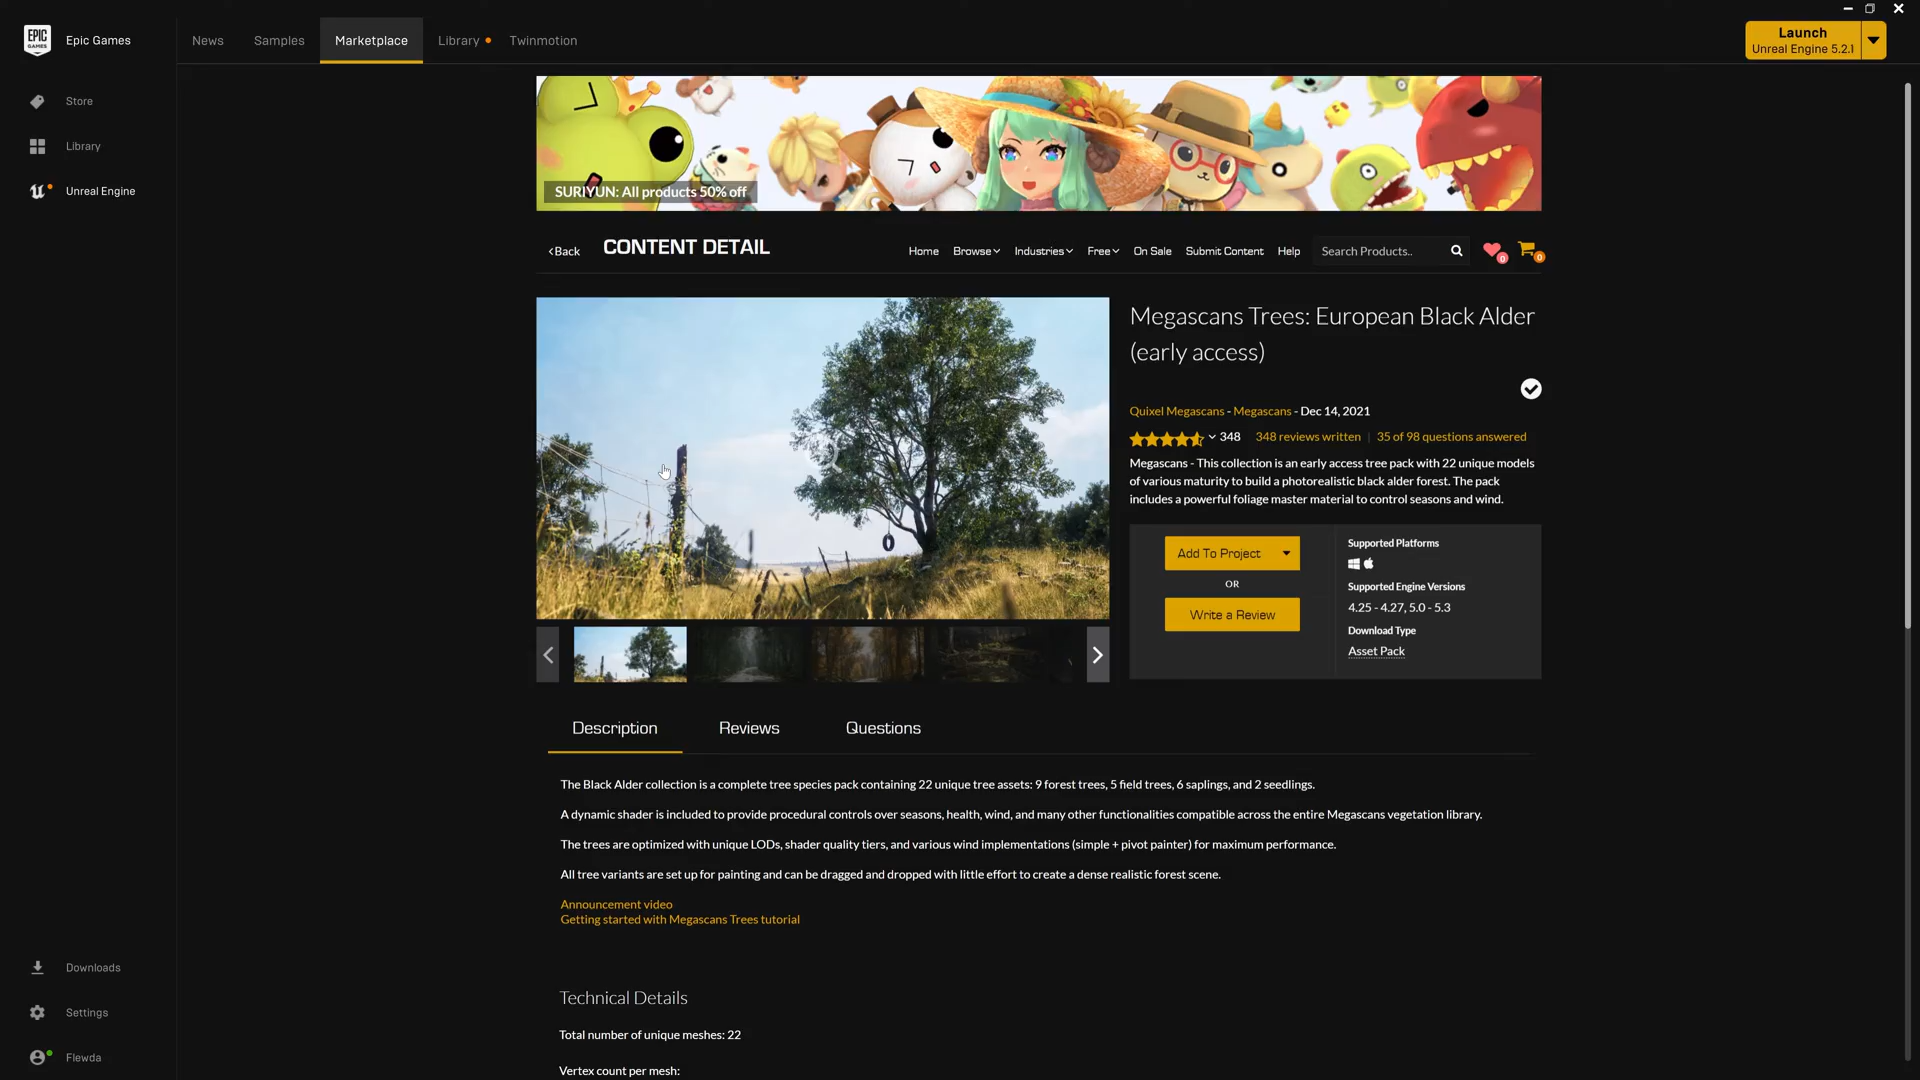 EPIC GAMES
Epic Games
News
Samples
Marketplace
Library
Twinmotion
Launch
Unreal Engine 5.2.1
Store
Library
Unreal Engine
SURIYUN: All products 50% off
Back
CONTENT DETAIL
Home
Browse
Industries
Free
On Sale
Submit Content
Help
Search Products..
0
0
Megascans Trees: European Black Alder
(early access)
Quixel Megascans - Megascans - Dec 14, 2021
348
348 reviews written
35 of 98 questions answered
Megascans - This collection is an early access tree pack with 22 unique models
of various maturity to build a photorealistic black alder forest. The pack
includes a powerful foliage master material to control seasons and wind.
Add To Project
OR
Write a Review
Supported Platforms
Supported Engine Versions
4.25 - 4.27, 5.0 - 5.3
Download Type
Asset Pack
Description
Reviews
Questions
The Black Alder collection is a complete tree species pack containing 22 unique tree assets: 9 forest trees, 5 field trees, 6 saplings, and 2 seedlings.
A dynamic shader is included to provide procedural controls over seasons, health, wind, and many other functionalities compatible across the entire Megascans vegetation library.
The trees are optimized with unique LODs, shader quality tiers, and various wind implementations (simple + pivot painter) for maximum performance.
All tree variants are set up for painting and can be dragged and dropped with little effort to create a dense realistic forest scene.
Announcement video
Getting started with Megascans Trees tutorial
Technical Details
Total number of unique meshes: 22
Vertex count per mesh:
Downloads
Settings
Flewda